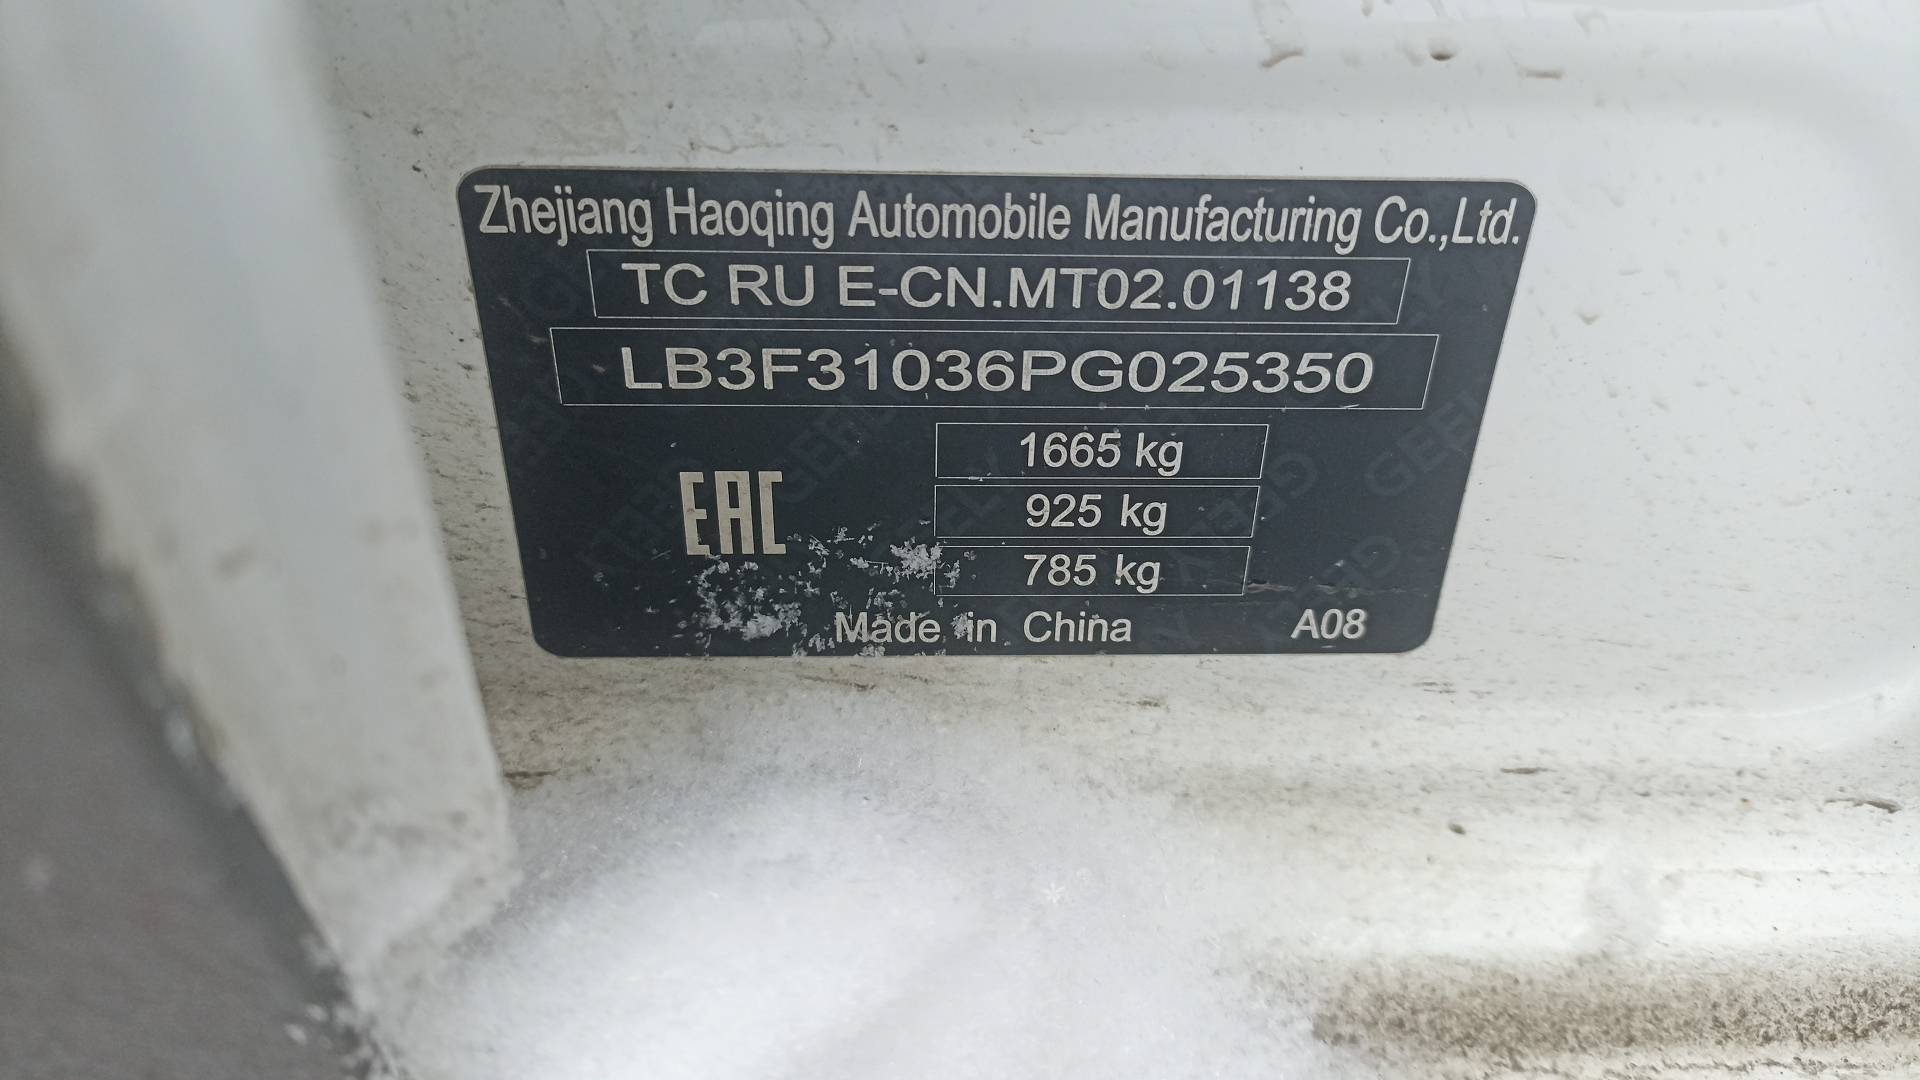 Zhejiang Haoqing Automobile Manufacturing Co.,Ltd.
TC RU E-CN.MT02.01138
LB3F31036PG025350
EAC
1665 kg
925 kg
785 kg
Made in China
A08